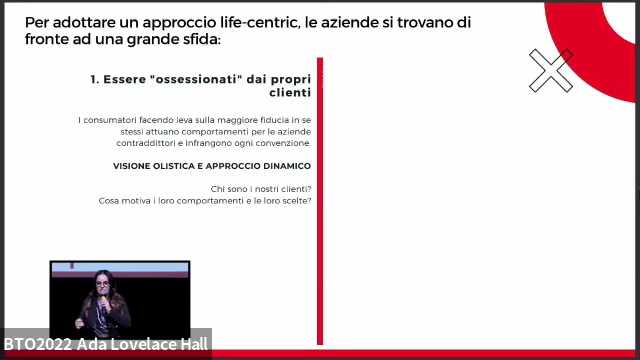 Per adottare un approccio life-centric, le aziende si trovano di
fronte ad una grande sfida:
1. Essere "ossessionati" dai propri
clienti
I consumatori facendo leva sulla maggiore fiducia in se
stessi attuano comportamenti per le aziende
contraddittori e infrangono ogni convenzione.
VISIONE OLISTICA E APPROCCIO DINAMICO
Chi sono i nostri clienti?
Cosa motiva i loro comportamenti e le loro scelte?
BTO2022 Ada Lovelace Hall